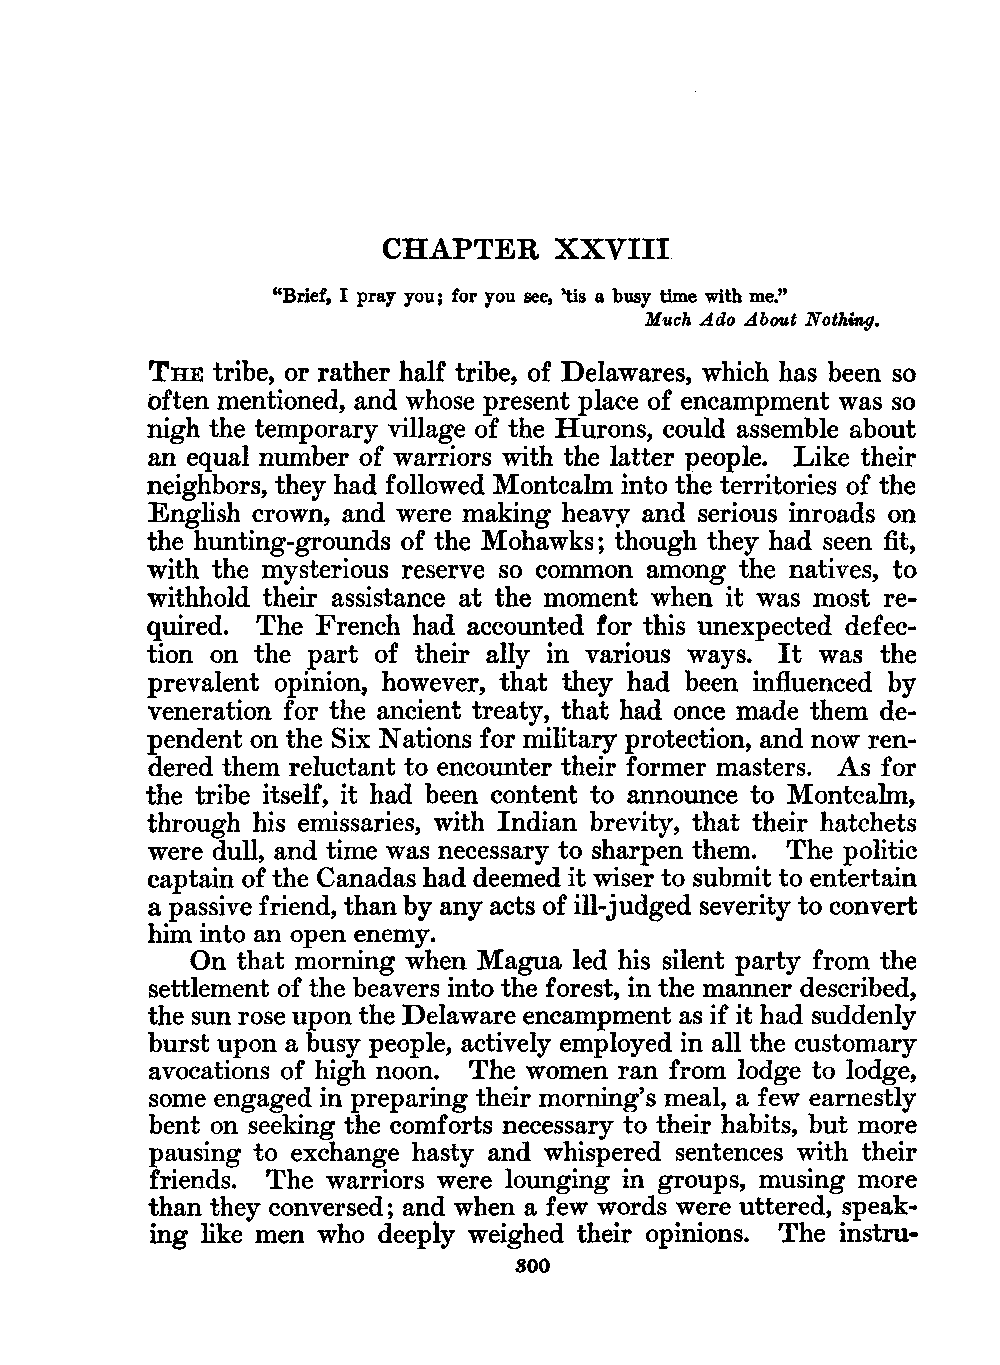 CHAPTER XXVIII
“Brief, I pray you; for you see, ’tis a busy time with me.”
Much Ado About Nothing.
THE tribe, or rather half tribe, of Delawares, which has been so
often mentioned, and whose present place of encampment was so
nigh the temporary village of the Hurons, could assemble about
an equal number of warriors with the latter people. Like their
neighbors, they had followed Montcalm into the territories of the
English crown, and were making heavy and serious inroads on
the hunting-grounds of the Mohawks; though they had seen fit,
with the mysterious reserve so common among the natives, to
withhold their assistance at the moment when it was most re-
quired. The French had accounted for this unexpected defec-
tion on the part of their ally in various ways. It was the
prevalent opinion, however, that they had been influenced by
veneration for the ancient treaty, that had once made them de-
pendent on the Six Nations for military protection, and now ren-
dered them reluctant to encounter their former masters. As for
the tribe itself, it had been content to announce to Montcalm,
through his emissaries, with Indian brevity, that their hatchets
were dull, and time was necessary to sharpen them. The politic
captain of the Canadas had deemed it wiser to submit to entertain
a passive friend, than by any acts of ill-judged severity to convert
him into an open enemy.
On that morning when Magua led his silent party from the
settlement of the beavers into the forest, in the manner described,
the sun rose upon the Delaware encampment as if it had suddenly
burst upon a busy people, actively employed in all the customary
avocations of high noon. The women ran from lodge to lodge,
some engaged in preparing their morning’s meal, a few earnestly
bent on seeking the comforts necessary to their habits, but more
pausing to exchange hasty and whispered sentences with their
friends. The warriors were lounging in groups, musing more
than they conversed; and when a few words were uttered, speak-
ing like men who deeply weighed their opinions. The instru-
300